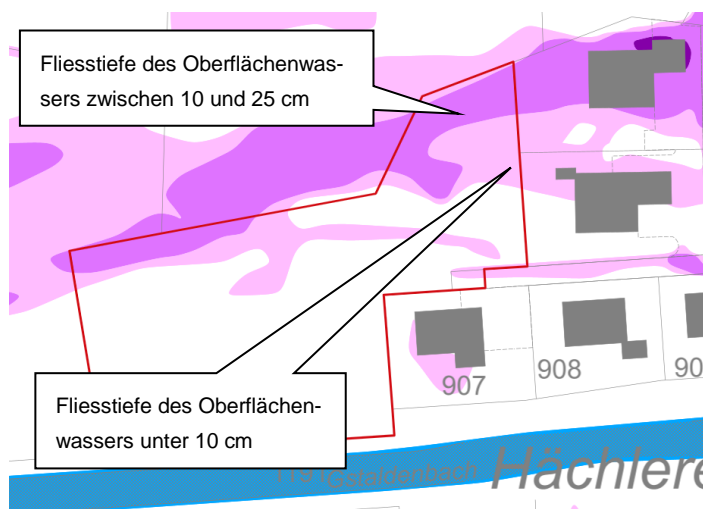 Fliesstiefe des Oberflächenwas-
sers zwischen 10 und 25 cm
Fliesstiefe des Oberflächen-
wassers unter 10 cm
907
908
90
Gstaldenbach
Hächlere